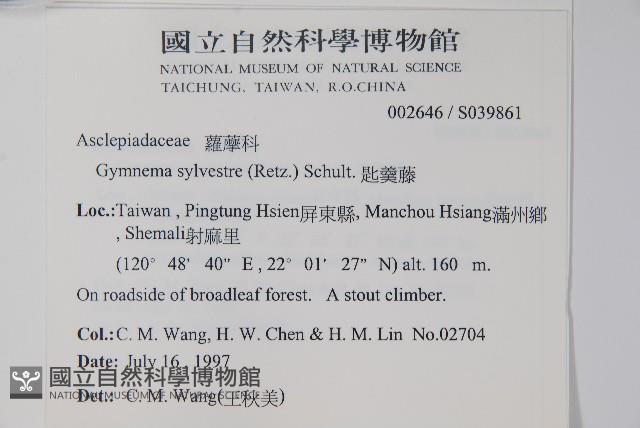 國立自然科學博物館
NATIONAL MUSEUM OF NATURAL SCIENCE
TAICHUNG, TAIWAN, R.O.CHINA
002646 / S039861
Asclepiadaceae 蘿藦科
Gymnema sylvestre (Retz.) Schult. 匙羹藤
Loc.:Taiwan , Pingtung Hsien屏東縣, Manchou Hsiang滿州鄉
, Shemali射麻里
(120° 48' 40" E , 22° 01' 27" N) alt. 160 m.
On roadside of broadleaf forest. A stout climber.
Col.:C. M. Wang, H. W. Chen & H. M. Lin No.02704
Date: July 16, 1997
國立自然科學博物館
NATIONAL MUSEUM OF NATURAL SCIENCE
Det.: C. M. Wang(王秋美)